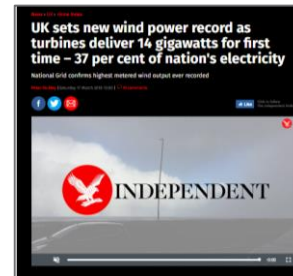 UK sets new wind power record as
turbines deliver 14 gigawatts for first
time – 37 per cent of nation's electricity
National Grid confirms highest metered wind output ever recorded
INDEPENDENT